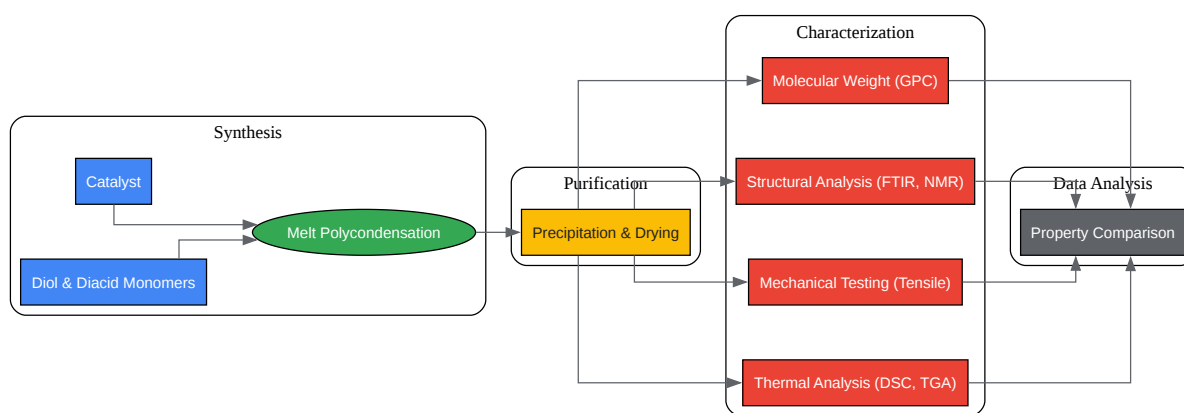 Synthesis
Catalyst
Diol & Diacid Monomers
Melt Polycondensation
Purification
Precipitation & Drying
Characterization
Molecular Weight (GPC)
Structural Analysis (FTIR, NMR)
Mechanical Testing (Tensile)
Thermal Analysis (DSC, TGA)
Data Analysis
Property Comparison